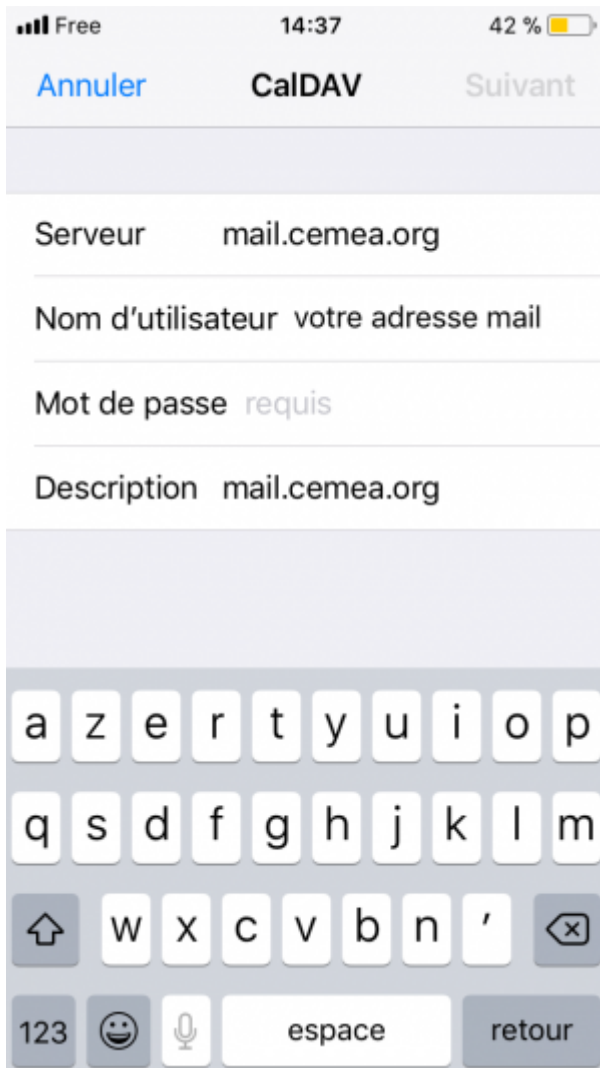 Free 14:37 42 %
Annuler CalDAV Suivant
Serveur mail.cemea.org
Nom d'utilisateur votre adresse mail
Mot de passe requis
Description mail.cemea.org
a z e r t y u i o p
q s d f g h j k l m
w x c v b n '
123 espace retour